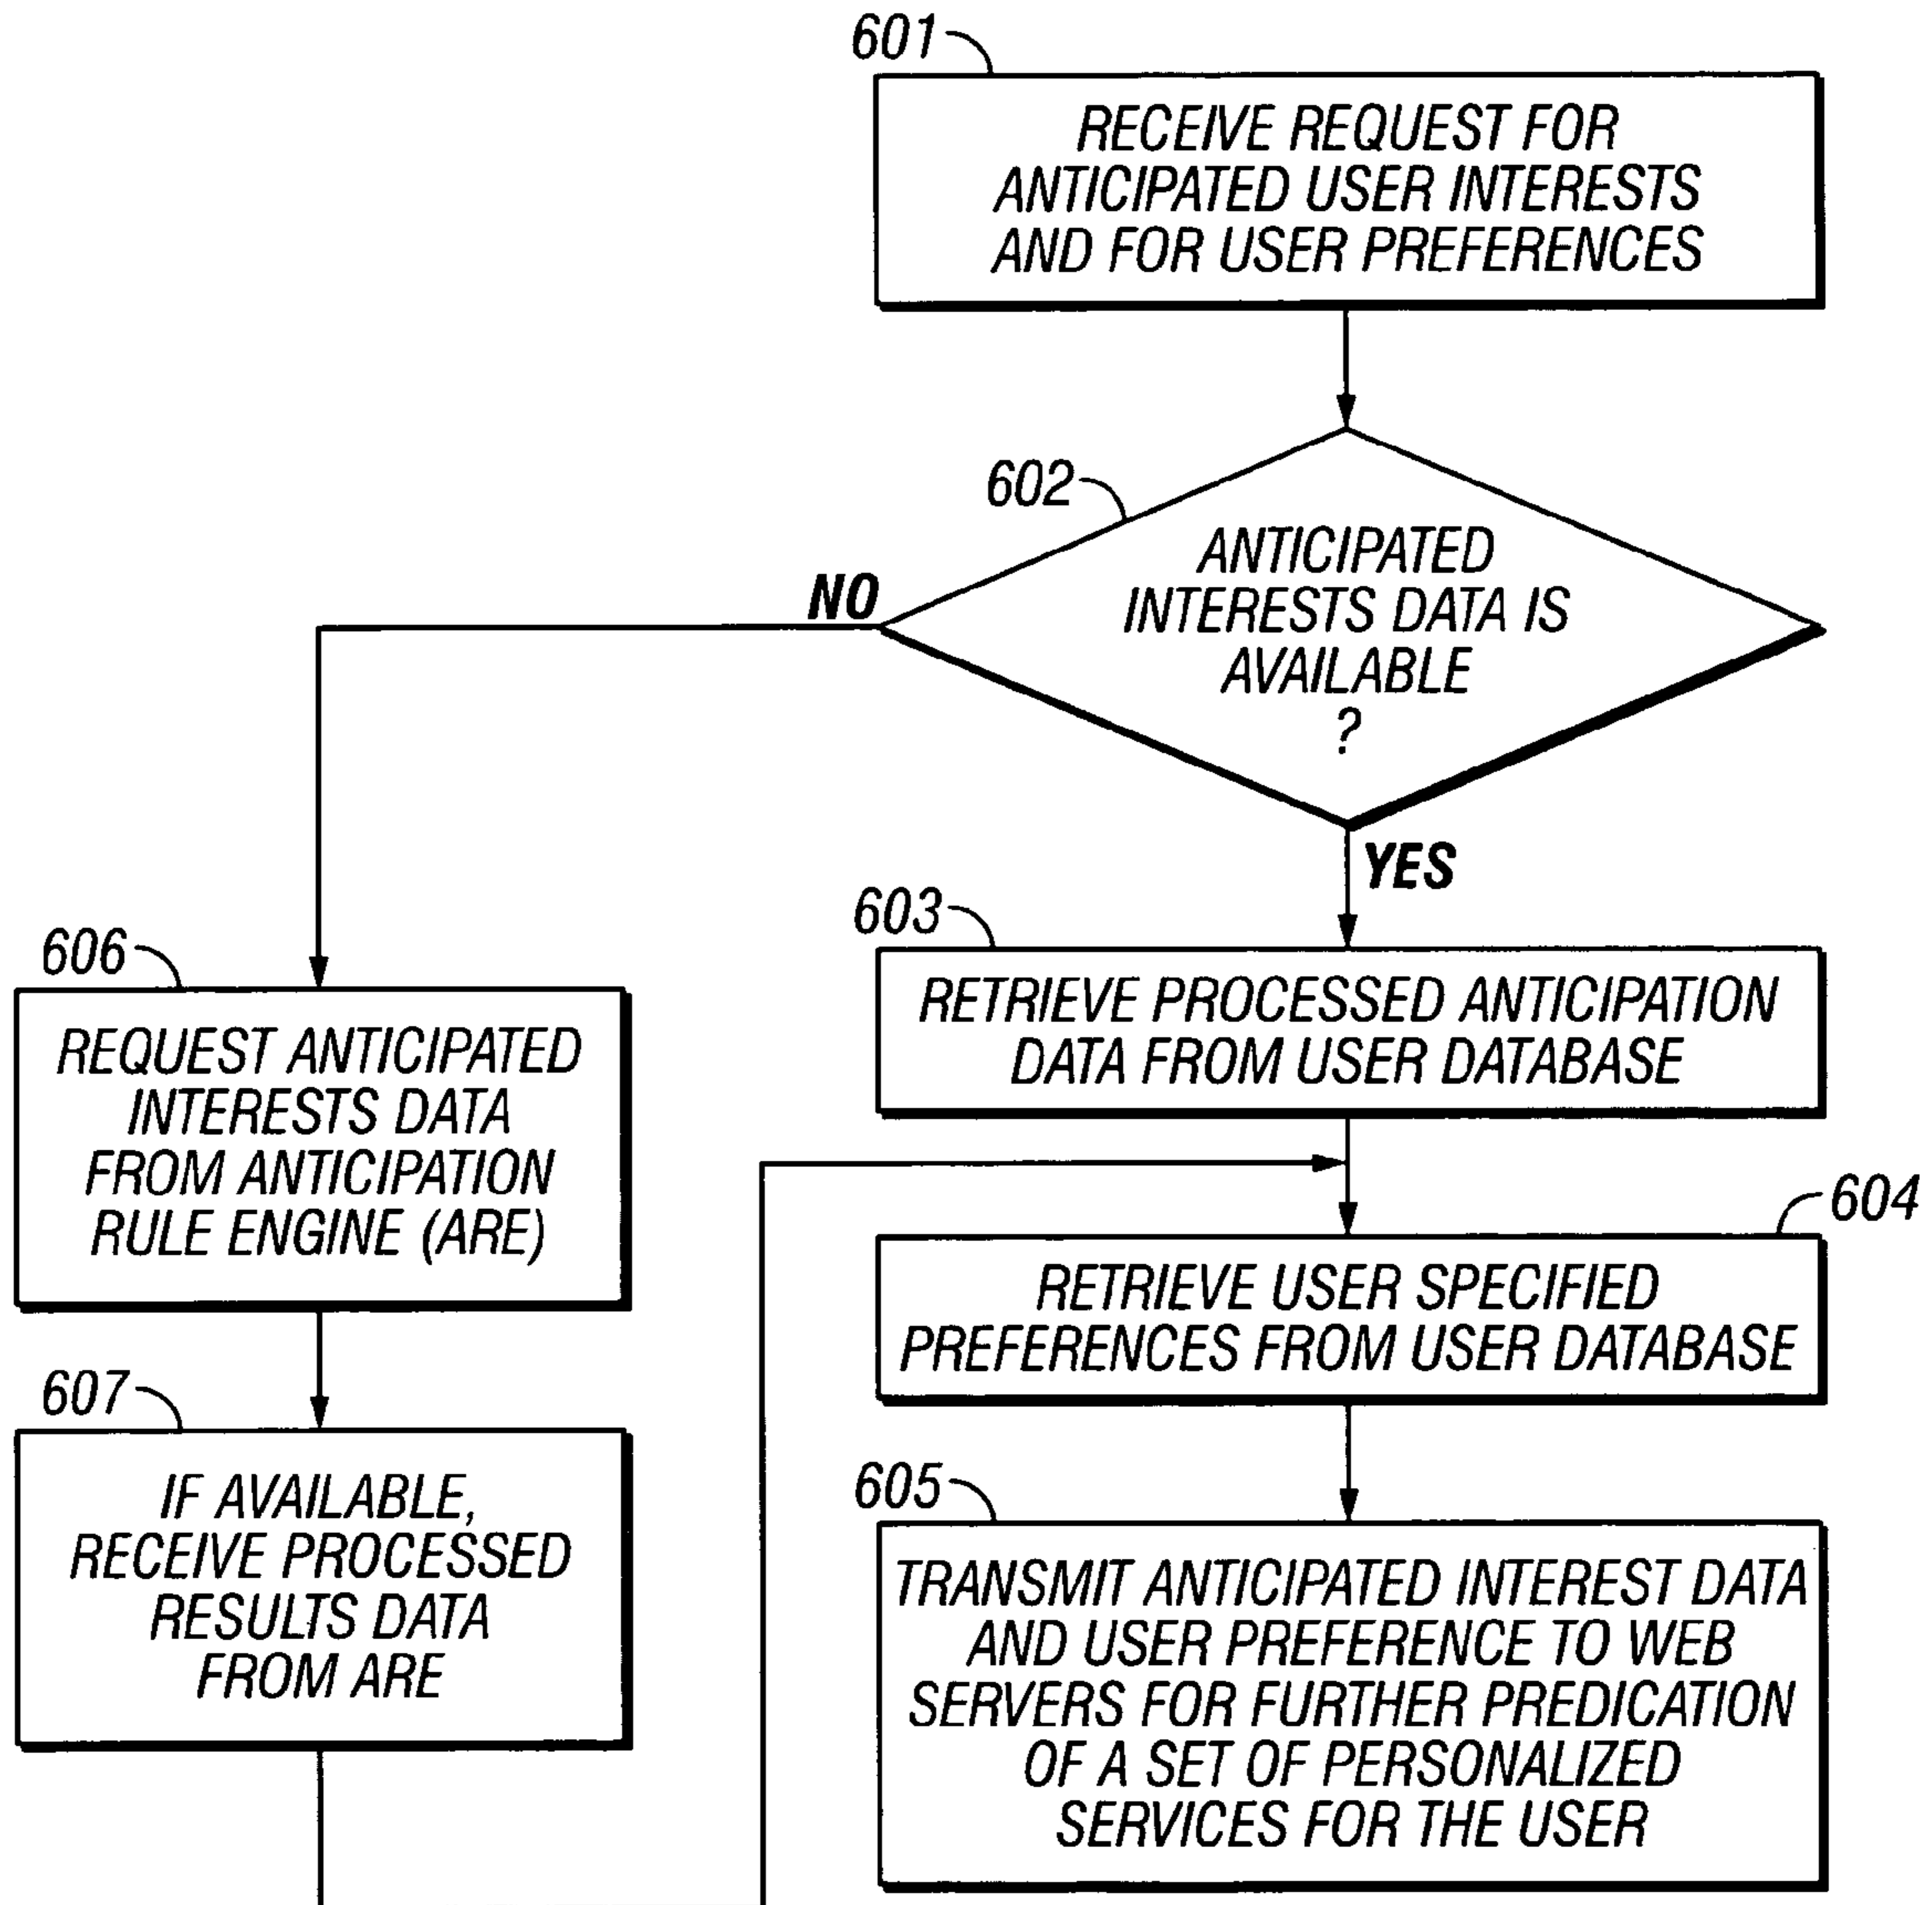 601
RECEIVE REQUEST FOR
ANTICIPATED USER INTERESTS
AND FOR USER PREFERENCES
602
ANTICIPATED
INTERESTS DATA IS
AVAILABLE
?
NO
YES
603
RETRIEVE PROCESSED ANTICIPATION
DATA FROM USER DATABASE
604
RETRIEVE USER SPECIFIED
PREFERENCES FROM USER DATABASE
605
TRANSMIT ANTICIPATED INTEREST DATA
AND USER PREFERENCE TO WEB
SERVERS FOR FURTHER PREDICATION
OF A SET OF PERSONALIZED
SERVICES FOR THE USER
606
REQUEST ANTICIPATED
INTERESTS DATA
FROM ANTICIPATION
RULE ENGINE (ARE)
607
IF AVAILABLE,
RECEIVE PROCESSED
RESULTS DATA
FROM ARE